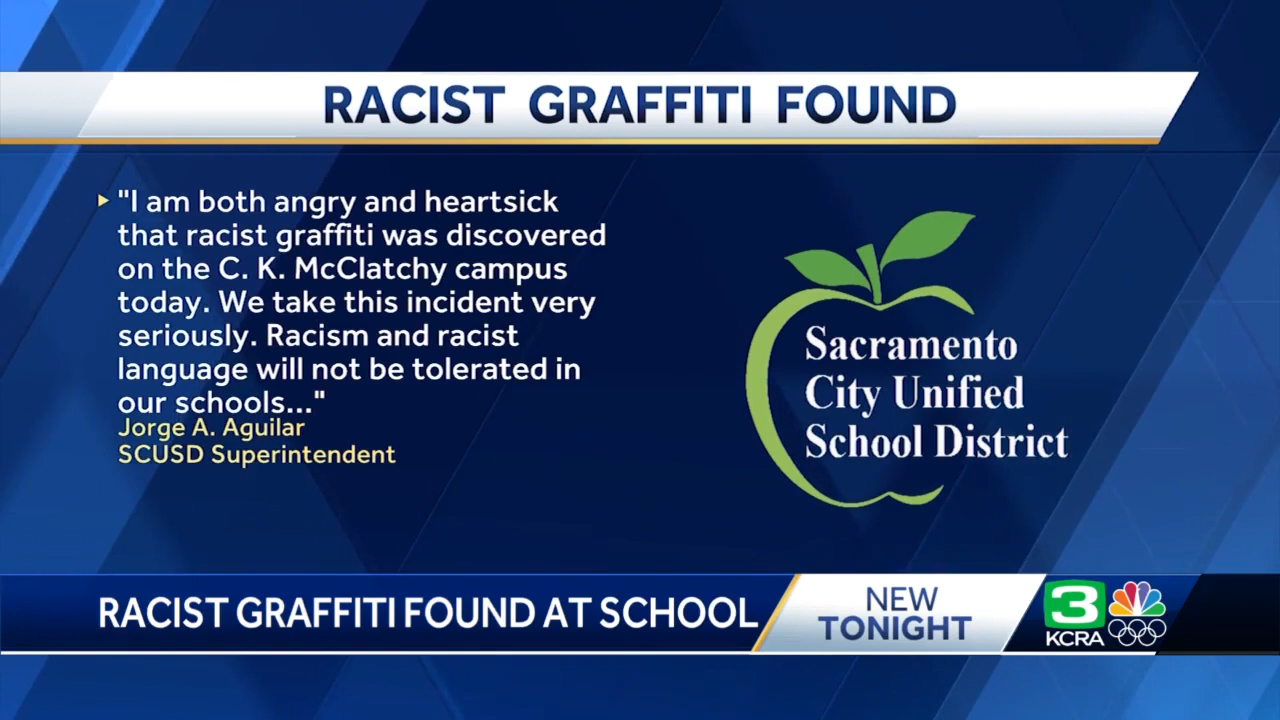 RACIST GRAFFITI FOUND
"I am both angry and heartsick
that racist graffiti was discovered
on the C. K. McClatchy campus
today. We take this incident very
seriously. Racism and racist
language will not be tolerated in
our schools..."
Jorge A. Aguilar
SCUSD Superintendent
Sacramento
City Unified
School District
RACIST GRAFFITI FOUND AT SCHOOL
NEW
TONIGHT
3
KCRA